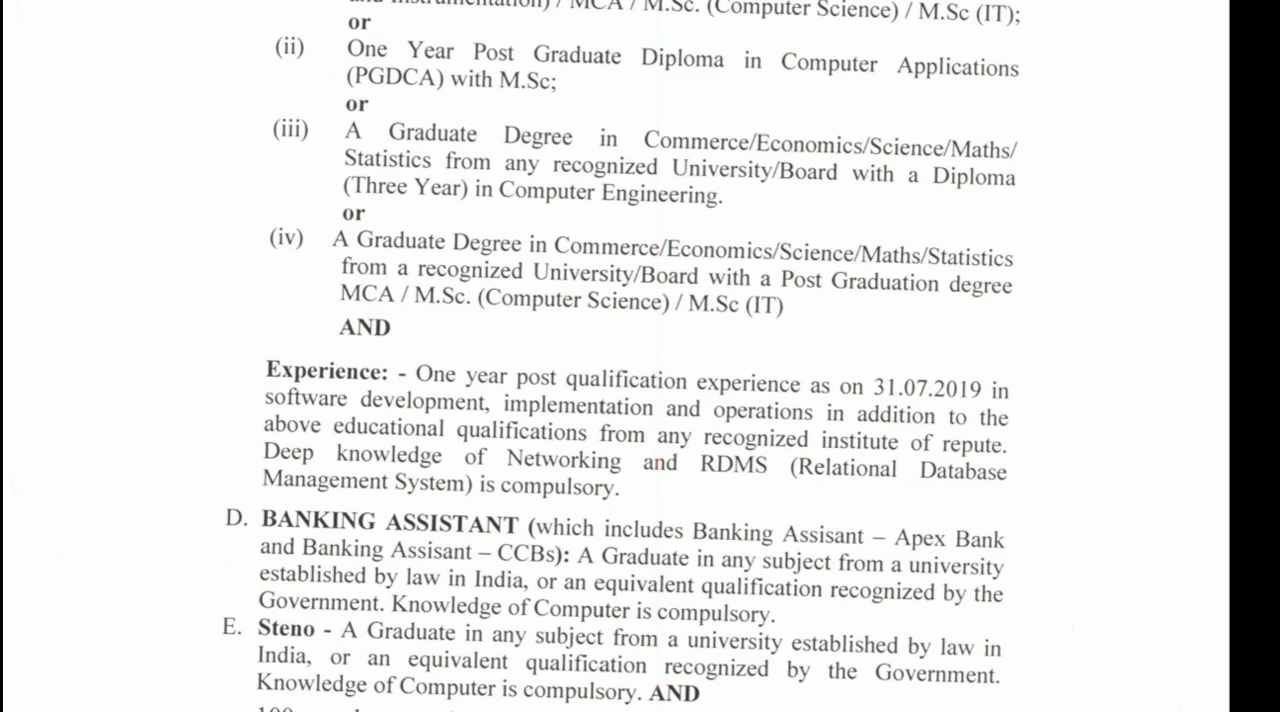 and Instrumentation) / MCA / M.Sc. (Computer Science) / M.Sc (IT);
or
(ii) One Year Post Graduate Diploma in Computer Applications
(PGDCA) with M.Sc;
or
(iii) A Graduate Degree in Commerce/Economics/Science/Maths/
Statistics from any recognized University/Board with a Diploma
(Three Year) in Computer Engineering.
or
(iv) A Graduate Degree in Commerce/Economics/Science/Maths/Statistics
from a recognized University/Board with a Post Graduation degree
MCA / M.Sc. (Computer Science) / M.Sc (IT)
AND
Experience: - One year post qualification experience as on 31.07.2019 in
software development, implementation and operations in addition to the
above educational qualifications from any recognized institute of repute.
Deep knowledge of Networking and RDMS (Relational Database
Management System) is compulsory.
D. BANKING ASSISTANT (which includes Banking Assisant – Apex Bank
and Banking Assisant – CCBs): A Graduate in any subject from a university
established by law in India, or an equivalent qualification recognized by the
Government. Knowledge of Computer is compulsory.
E. Steno - A Graduate in any subject from a university established by law in
India, or an equivalent qualification recognized by the Government.
Knowledge of Computer is compulsory. AND